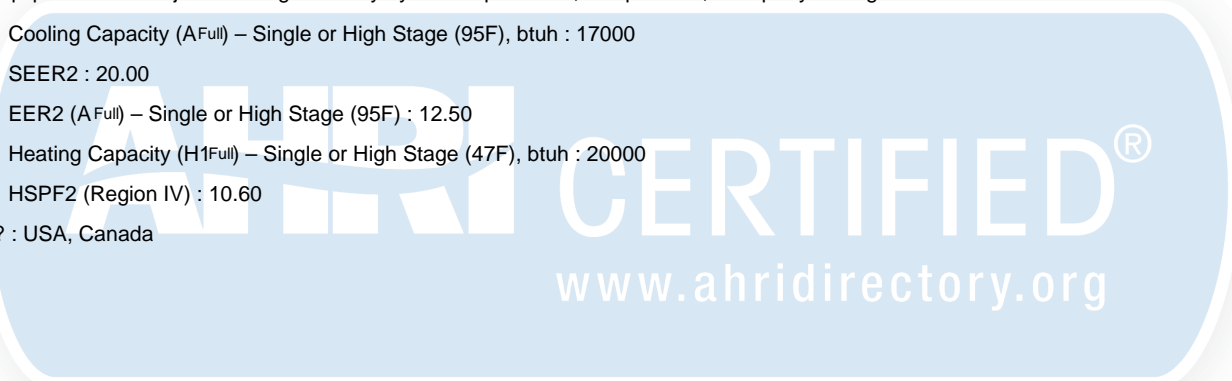 Cooling Capacity (AFull) – Single or High Stage (95F), btuh : 17000
SEER2 : 20.00
EER2 (AFull) – Single or High Stage (95F) : 12.50
Heating Capacity (H1Full) – Single or High Stage (47F), btuh : 20000
HSPF2 (Region IV) : 10.60
? : USA, Canada
AHRI CERTIFIED®
www.ahridirectory.org